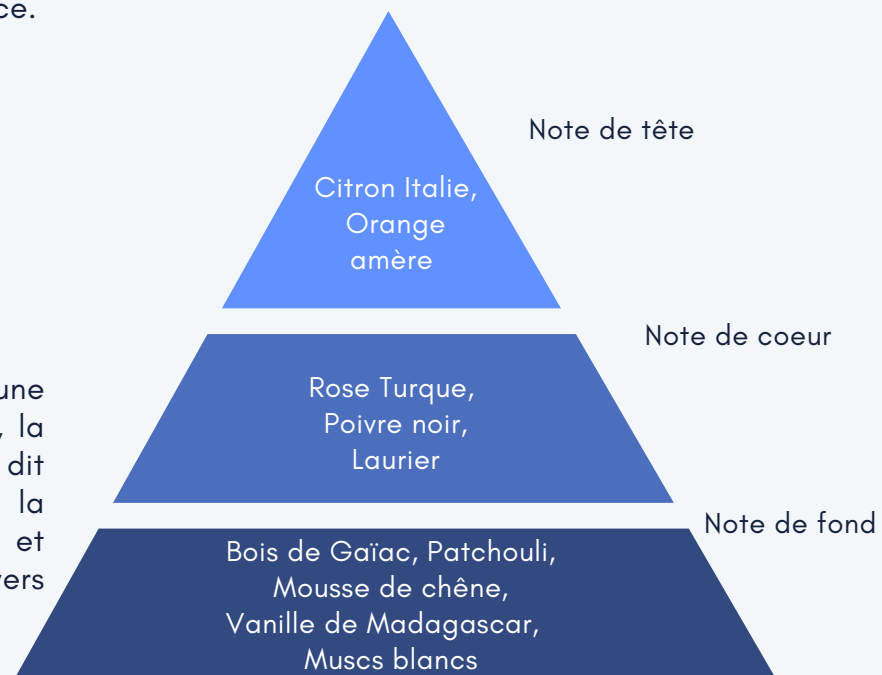 ce.
Note de tête
Citron Italie,
Orange
amère
Note de coeur
Rose Turque,
Poivre noir,
Laurier
une
, la
dit
la
et
vers
Note de fond
Bois de Gaïac, Patchouli,
Mousse de chêne,
Vanille de Madagascar,
Muscs blancs